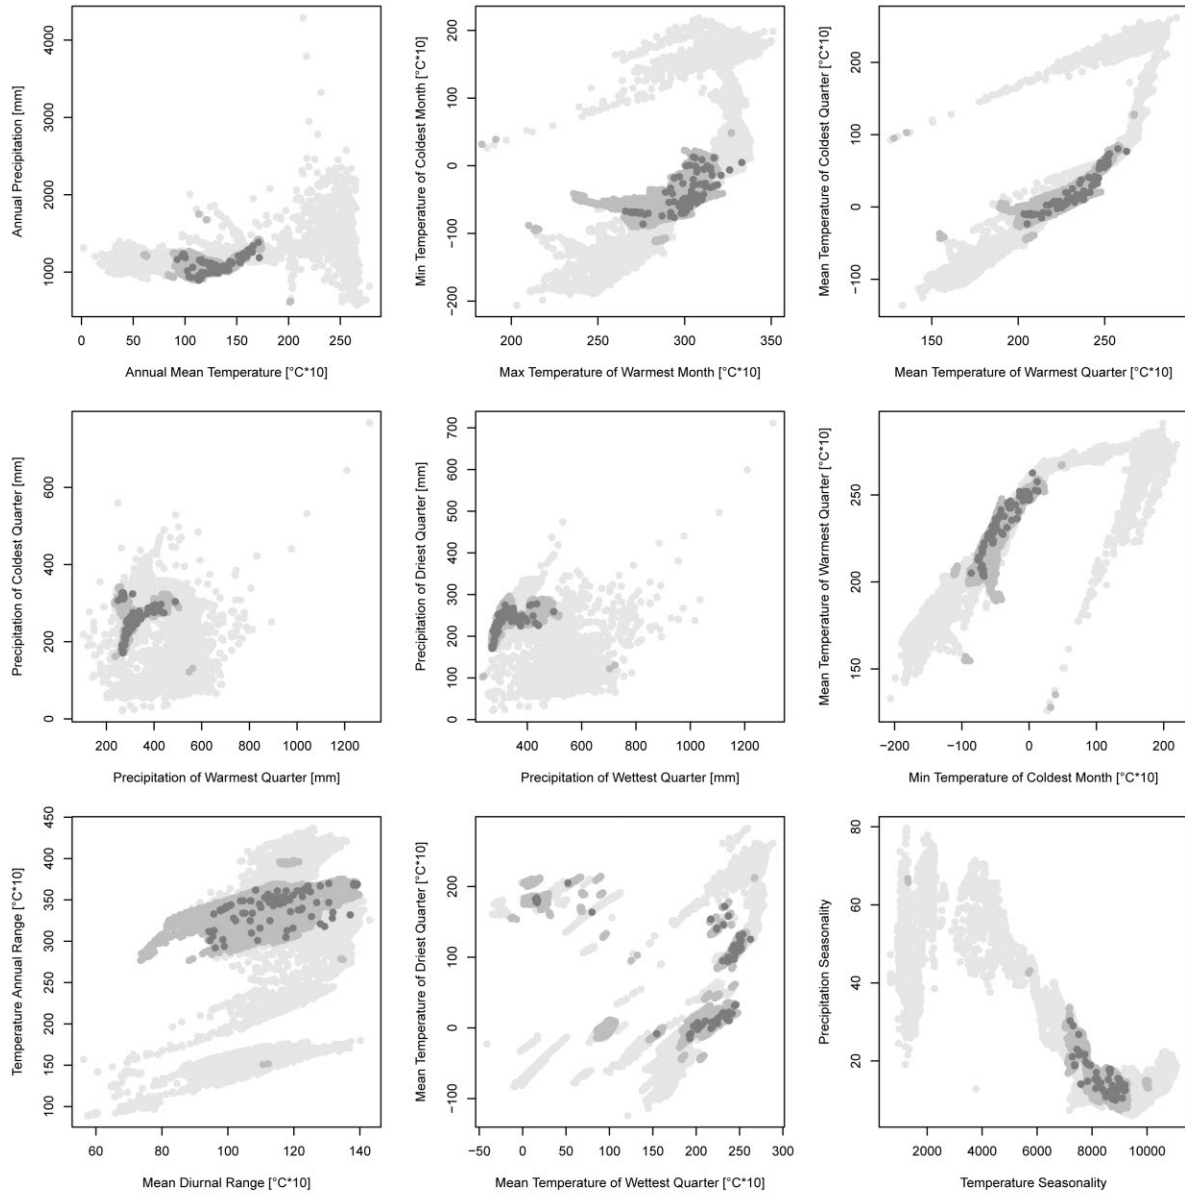 Annual Precipitation [mm]
1000 2000 3000 4000
0 50 100 150 200 250
Annual Mean Temperature [°C*10]
Min Temperature of Coldest Month [°C*10]
−200 −100 0 100 200
200 250 300 350
Max Temperature of Warmest Month [°C*10]
Mean Temperature of Coldest Quarter [°C*10]
−100 0 100 200
150 200 250
Mean Temperature of Warmest Quarter [°C*10]
Precipitation of Coldest Quarter [mm]
0 200 400 600
200 400 600 800 1000 1200
Precipitation of Warmest Quarter [mm]
Precipitation of Driest Quarter [mm]
0 100 200 300 400 500 600 700
400 600 800 1000 1200
Precipitation of Wettest Quarter [mm]
Mean Temperature of Warmest Quarter [°C*10]
150 200 250
−200 −100 0 100 200
Min Temperature of Coldest Month [°C*10]
Temperature Annual Range [°C*10]
100 150 200 250 300 350 400 450
60 80 100 120 140
Mean Diurnal Range [°C*10]
Mean Temperature of Driest Quarter [°C*10]
−100 0 100 200
−50 0 50 100 150 200 250 300
Mean Temperature of Wettest Quarter [°C*10]
Precipitation Seasonality
20 40 60 80
2000 4000 6000 8000 10000
Temperature Seasonality